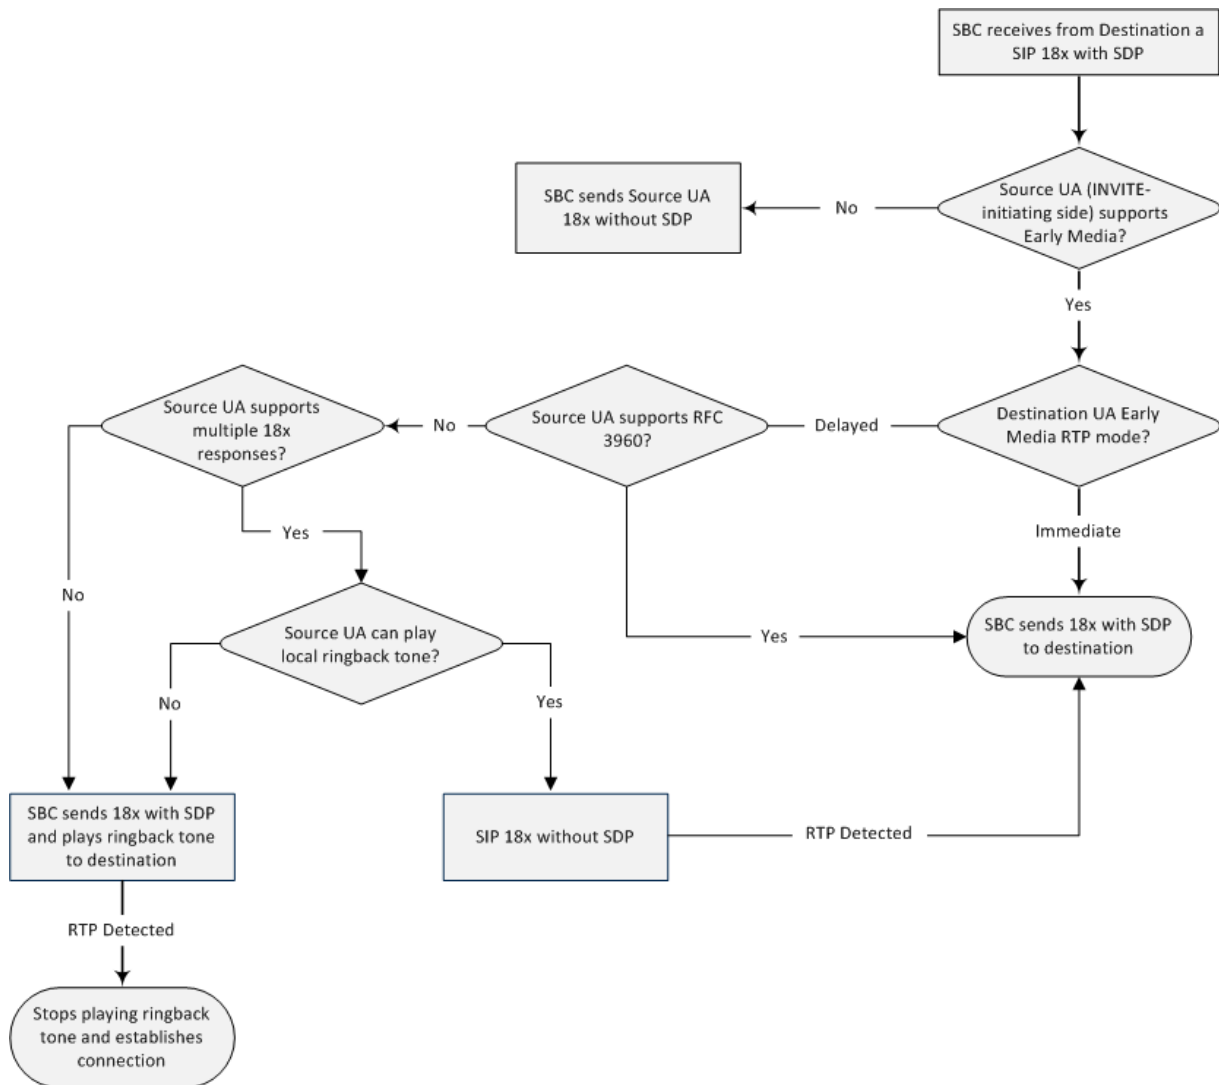 SBC receives from Destination a
SIP 18x with SDP
Source UA (INVITE-
initiating side) supports
Early Media?
No
SBC sends Source UA
18x without SDP
Yes
Destination UA Early
Media RTP mode?
Delayed
Source UA supports RFC
3960?
No
Source UA supports
multiple 18x
responses?
Immediate
Yes
No
Source UA can play
local ringback tone?
Yes
SBC sends 18x with SDP
to destination
No
Yes
SBC sends 18x with SDP
and plays ringback tone
to destination
SIP 18x without SDP
RTP Detected
RTP Detected
Stops playing ringback
tone and establishes
connection